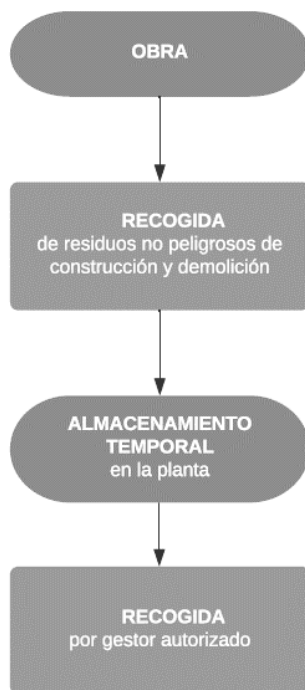 OBRA
RECOGIDA
de residuos no peligrosos de
construcción y demolición
ALMACENAMIENTO
TEMPORAL
en la planta
RECOGIDA
por gestor autorizado